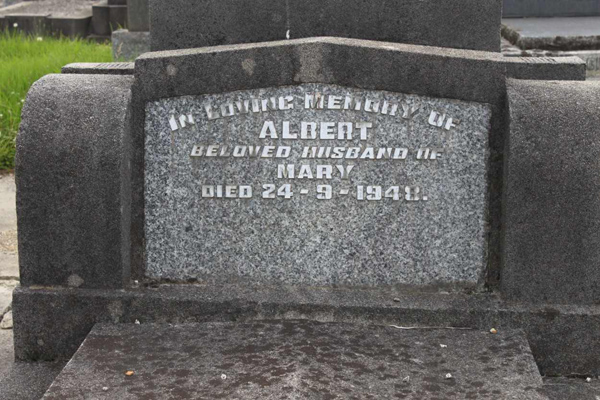 IN LOVING MEMORY OF
ALBERT
BELOVED HUSBAND OF
MARY
DIED 24-9-1948.